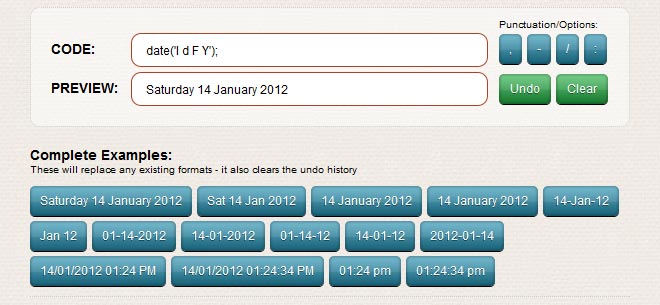 Punctuation/Options:
CODE: date('l d F Y'); , - / :
PREVIEW: Saturday 14 January 2012 Undo Clear
Complete Examples:
These will replace any existing formats - it also clears the undo history
Saturday 14 January 2012 Sat 14 Jan 2012 14 January 2012 14 January 2012 14-Jan-12
Jan 12 01-14-2012 14-01-2012 01-14-12 14-01-12 2012-01-14
14/01/2012 01:24 PM 14/01/2012 01:24:34 PM 01:24 pm 01:24:34 pm